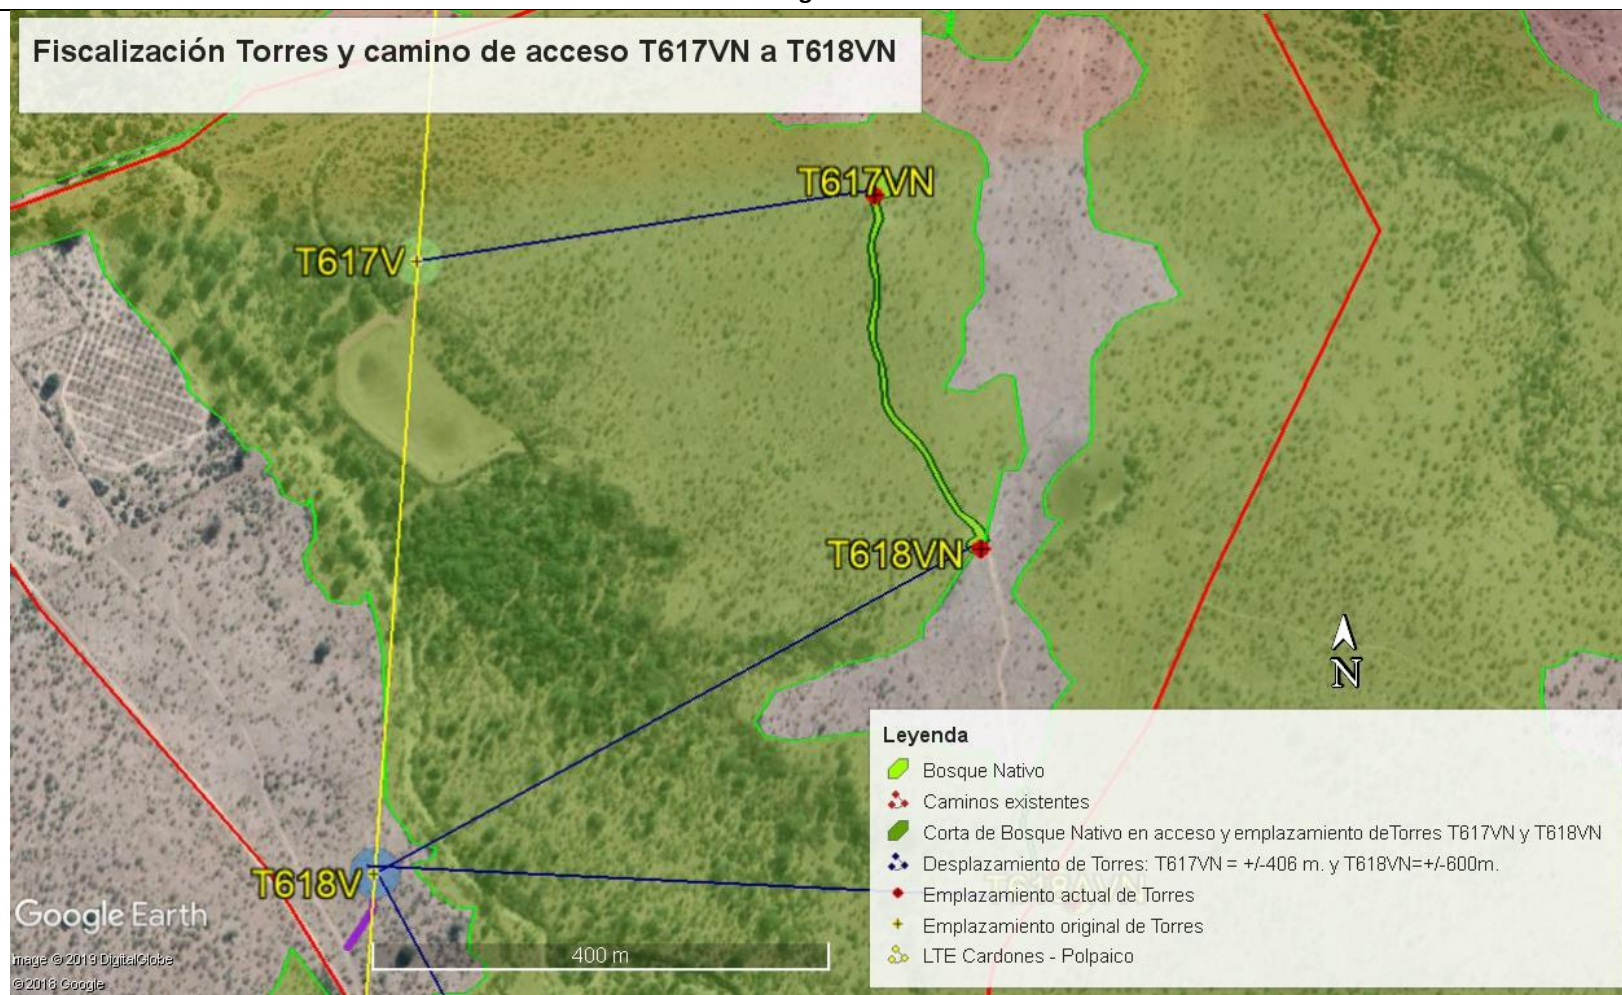 Fiscalización Torres y camino de acceso T617VN a T618VN
T617VN
T617V
T618VN
T618V
Leyenda
Bosque Nativo
Caminos existentes
Corta de Bosque Nativo en acceso y emplazamiento deTorres T617VN y T618VN
Desplazamiento de Torres: T617VN = +/-406 m. y T618VN=+/-600m.
Emplazamiento actual de Torres
Emplazamiento original de Torres
LTE Cardones - Polpaico
N
400 m
Google Earth
Image © 2019 DigitalGlobe
© 2018 Google